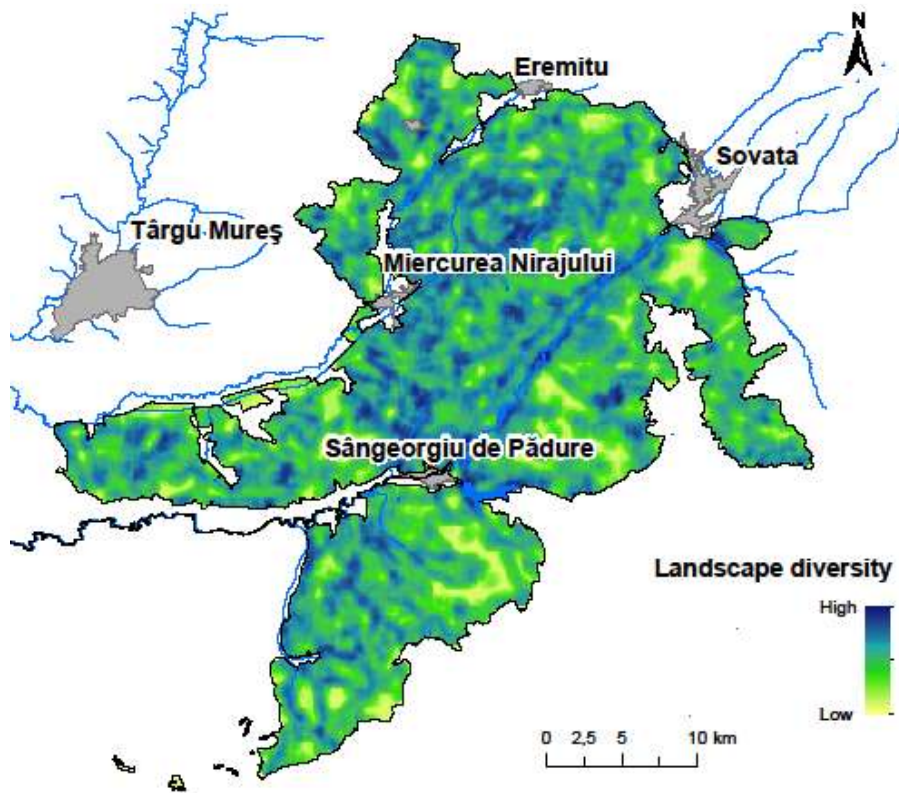 N
Eremitu
Sovata
Târgu Mureş
Miercurea Nirajului
Sângeorgiu de Pădure
Landscape diversity
High
Low
0 2,5 5 10 km